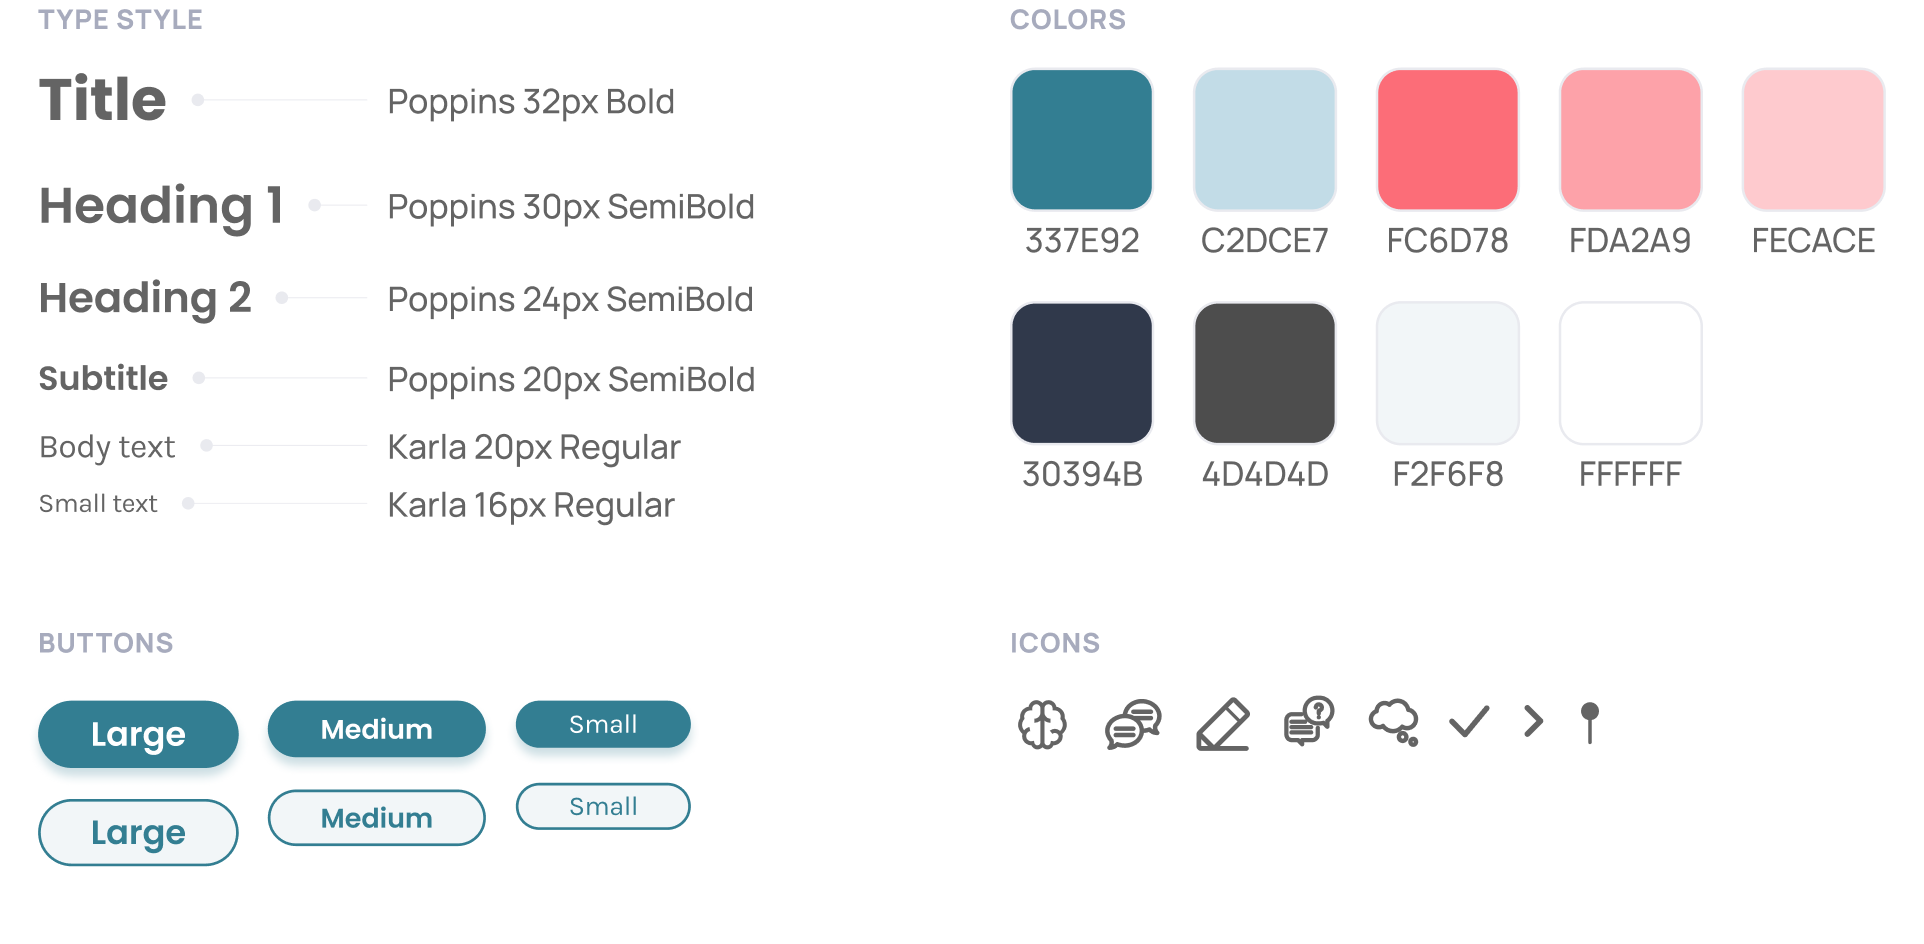 TYPE STYLE
Title
Poppins 32px Bold
Heading 1
Poppins 30px SemiBold
Heading 2
Poppins 24px SemiBold
Subtitle
Poppins 20px SemiBold
Body text
Karla 20px Regular
Small text
Karla 16px Regular
COLORS
337E92
C2DCE7
FC6D78
FDA2A9
FECACE
30394B
4D4D4D
F2F6F8
FFFFFF
BUTTONS
Large
Medium
Small
Large
Medium
Small
ICONS
?